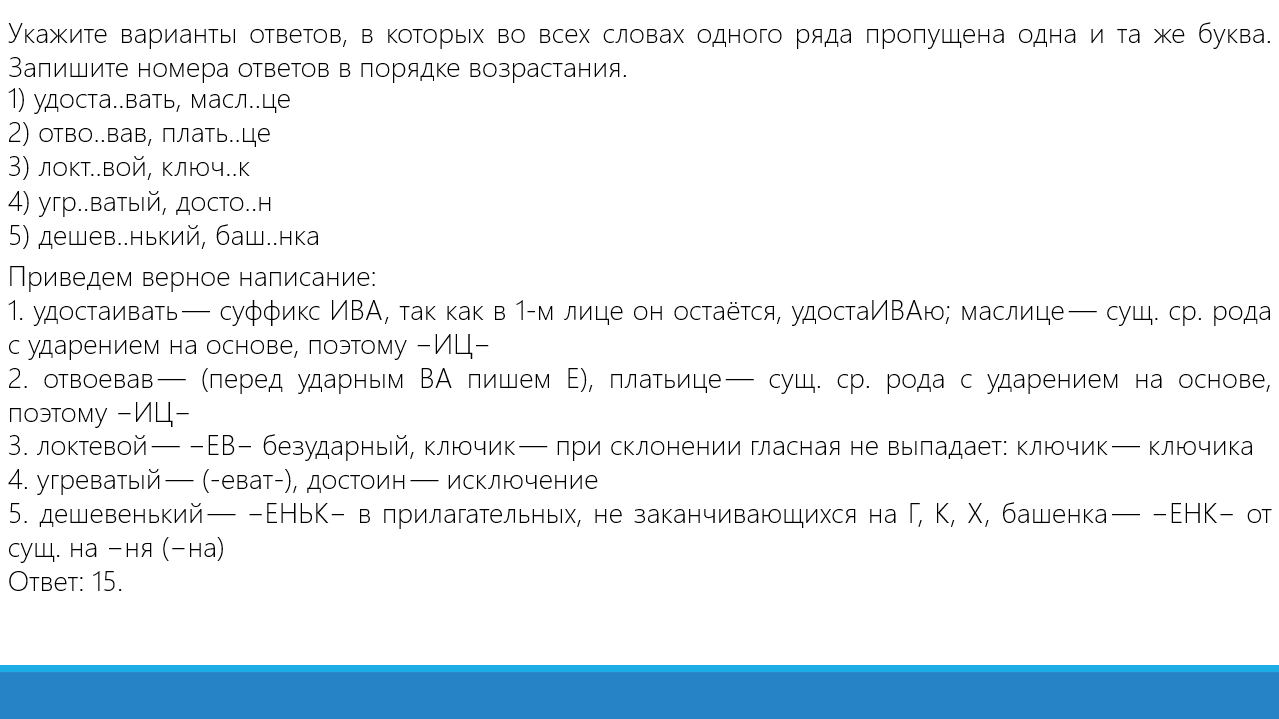 Укажите варианты ответов, в которых во всех словах одного ряда пропущена одна и та же буква.
Запишите номера ответов в порядке возрастания.
1) удоста..вать, масл..це
2) отво..вав, плать..це
3) локт..вой, ключ..к
4) угр..ватый, досто..н
5) дешев..нький, баш..нка
Приведем верное написание:
1. удостаивать — суффикс ИВА, так как в 1-м лице он остаётся, удостаИВАю; маслице — сущ. ср. рода
с ударением на основе, поэтому −ИЦ−
2. отвоевав — (перед ударным ВА пишем Е), платьице — сущ. ср. рода с ударением на основе,
поэтому −ИЦ−
3. локтевой — −ЕВ− безударный, ключик — при склонении гласная не выпадает: ключик — ключика
4. угреватый — (-еват-), достоин — исключение
5. дешевенький — −ЕНЬК− в прилагательных, не заканчивающихся на Г, К, Х, башенка — −ЕНК− от
сущ. на −ня (−на)
Ответ: 15.